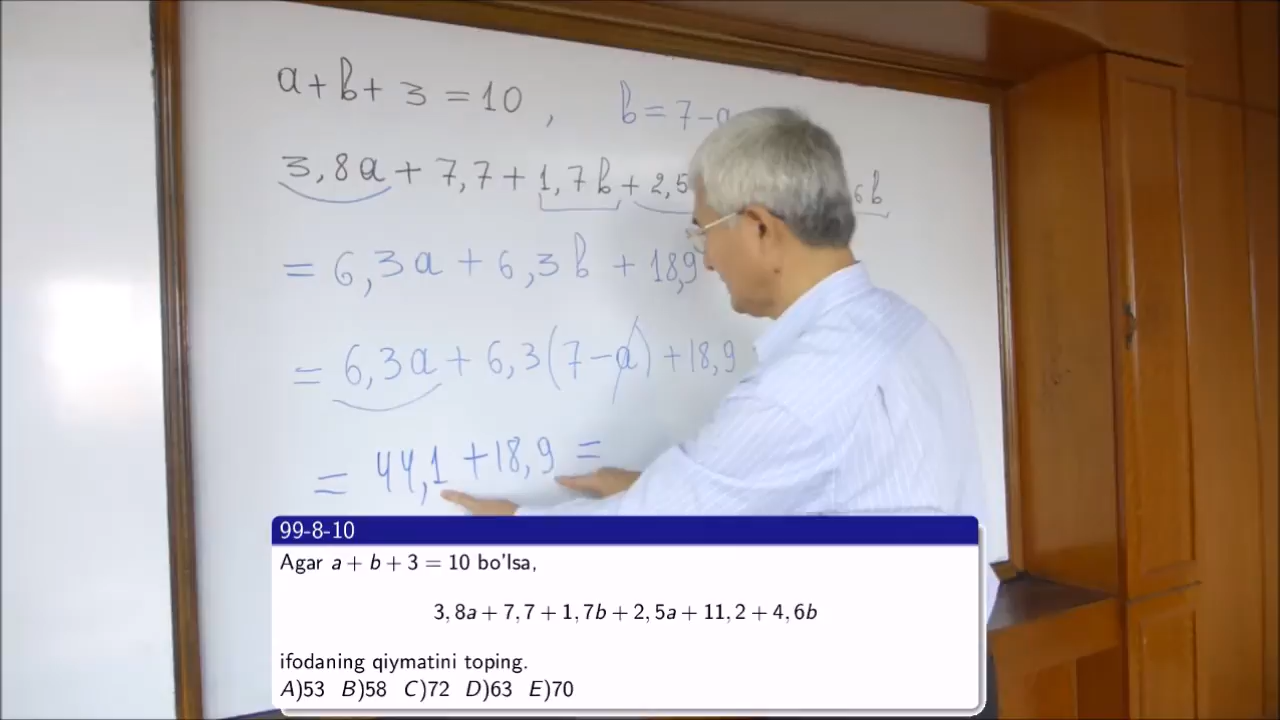 a+b+3=10, b=7-a
3,8a+7,7+1,7b+2,5 6b
=6,3a+6,3b+18,9
=6,3a+6,3(7-a)+18,9
=44,1+18,9=
99-8-10
Agar a + b + 3 = 10 bo'lsa,
3, 8a + 7, 7 + 1, 7b + 2, 5a + 11, 2 + 4, 6b
ifodaning qiymatini toping.
A)53 B)58 C)72 D)63 E)70